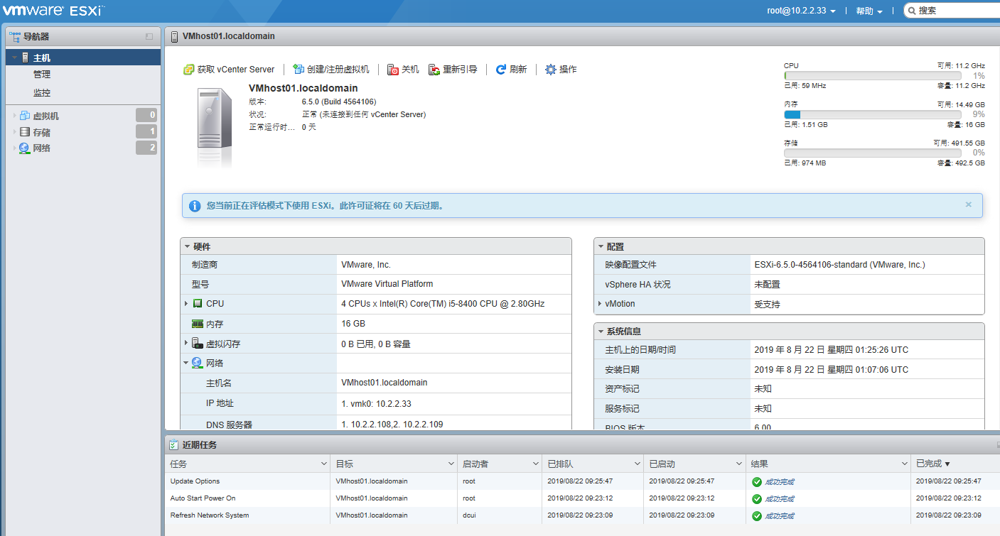 vmware ESXi™
root@10.2.2.33 | 帮助 | 搜索
导航器
主机
管理
监控
虚拟机 0
存储 1
网络 2
VMhost01.localdomain
获取 vCenter Server | 创建/注册虚拟机 | 关机 重新引导 | 刷新 | 操作
VMhost01.localdomain
版本: 6.5.0 (Build 4564106)
状况: 正常 (未连接到任何 vCenter Server)
正常运行时... 0 天
CPU 可用: 11.2 GHz
1%
已用: 59 MHz 容量: 11.2 GHz
内存 可用: 14.49 GB
9%
已用: 1.51 GB 容量: 16 GB
存储 可用: 491.55 GB
0%
已用: 974 MB 容量: 492.5 GB
您当前正在评估模式下使用 ESXi。此许可证将在 60 天后过期。
硬件
制造商 VMware, Inc.
型号 VMware Virtual Platform
CPU 4 CPUs x Intel(R) Core(TM) i5-8400 CPU @ 2.80GHz
内存 16 GB
虚拟闪存 0 B 已用, 0 B 容量
网络
主机名 VMhost01.localdomain
IP 地址 1. vmk0: 10.2.2.33
DNS 服务器 1. 10.2.2.108,2. 10.2.2.109
配置
映像配置文件 ESXi-6.5.0-4564106-standard (VMware, Inc.)
vSphere HA 状况 未配置
vMotion 受支持
系统信息
主机上的日期/时间 2019 年 8 月 22 日 星期四 01:25:26 UTC
安装日期 2019 年 8 月 22 日 星期四 01:07:06 UTC
资产标记 未知
服务标记 未知
BIOS 版本 6.00
近期任务
任务 目标 启动者 已排队 已启动 结果 已完成 ▼
Update Options VMhost01.localdomain root 2019/08/22 09:25:47 2019/08/22 09:25:47 成功完成 2019/08/22 09:25:47
Auto Start Power On VMhost01.localdomain root 2019/08/22 09:23:12 2019/08/22 09:23:12 成功完成 2019/08/22 09:23:12
Refresh Network System VMhost01.localdomain dcui 2019/08/22 09:23:09 2019/08/22 09:23:09 成功完成 2019/08/22 09:23:09